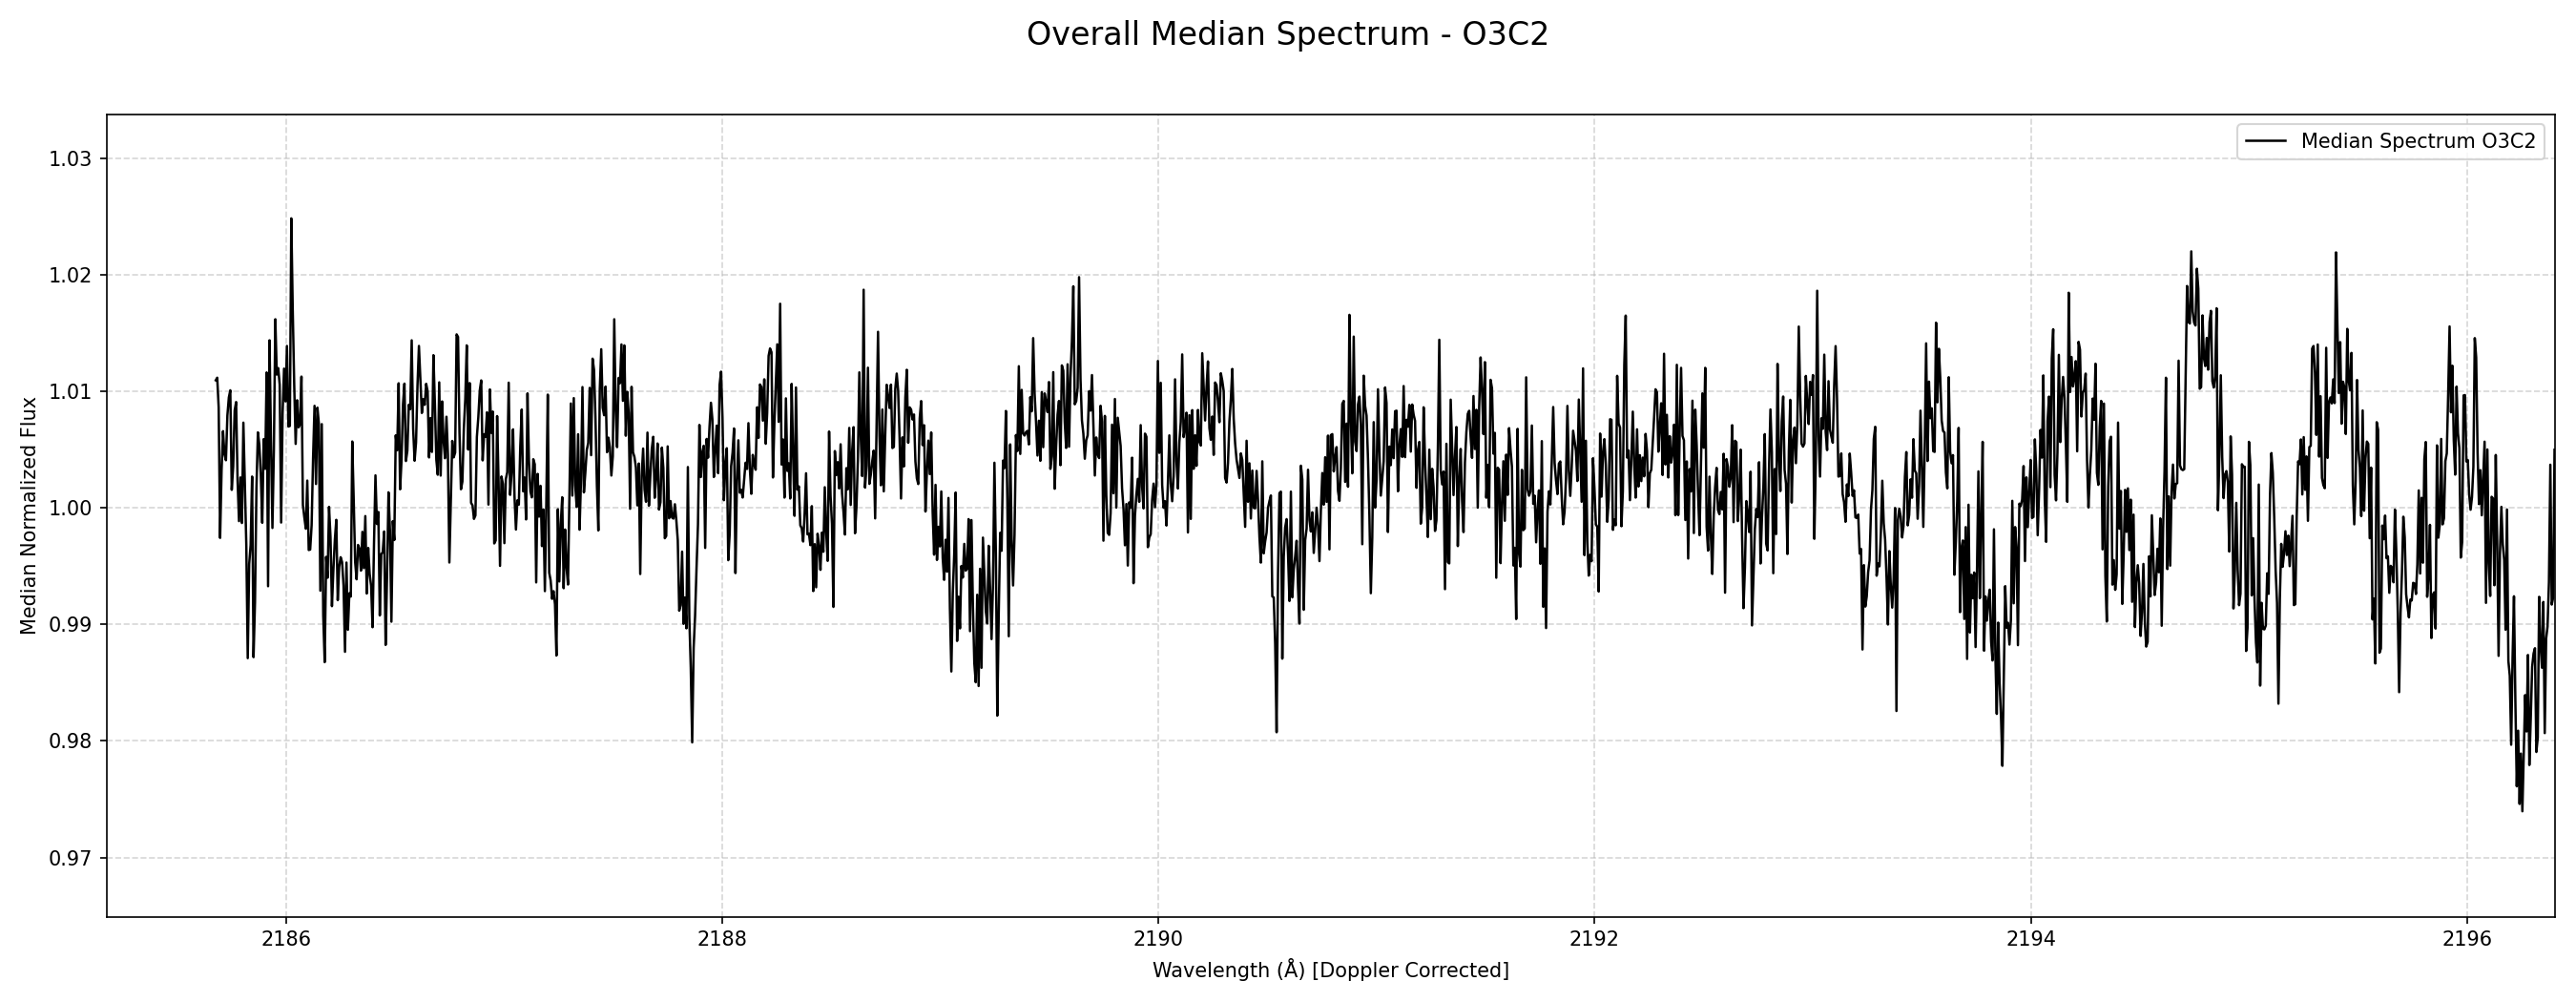 Overall Median Spectrum - O3C2
Median Spectrum O3C2
Median Normalized Flux
1.03
1.02
1.01
1.00
0.99
0.98
0.97
2186 2188 2190 2192 2194 2196
Wavelength (Å) [Doppler Corrected]